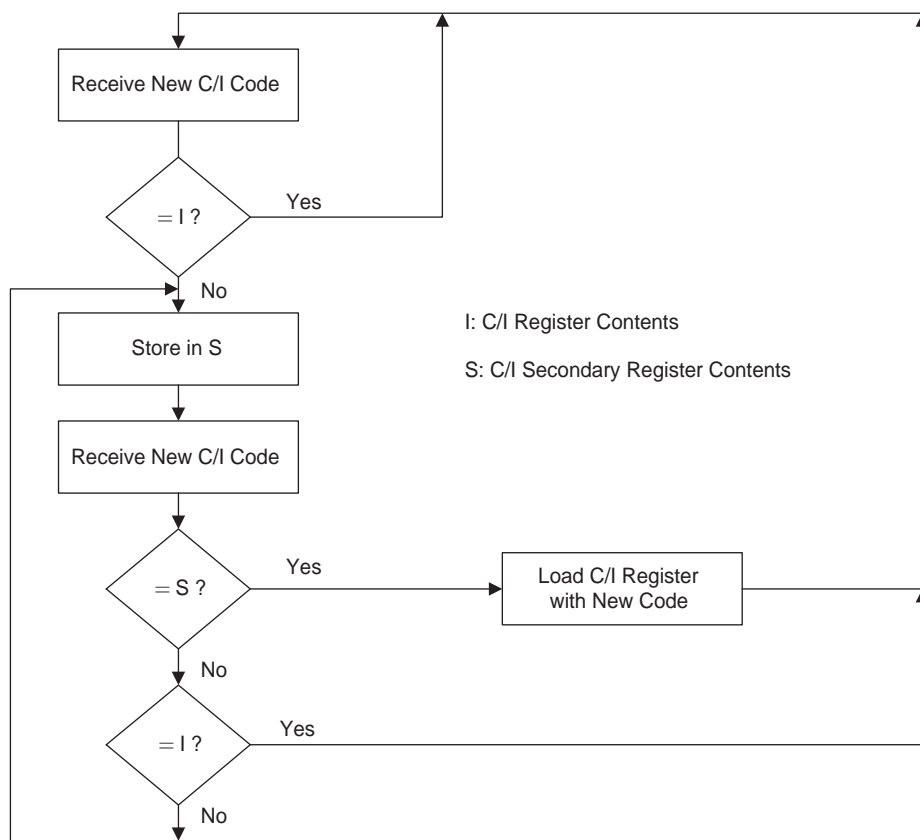 Receive New C/I Code
= I ?
Yes
No
I: C/I Register Contents
Store in S
S: C/I Secondary Register Contents
Receive New C/I Code
= S ?
Yes
Load C/I Register
with New Code
No
= I ?
Yes
No